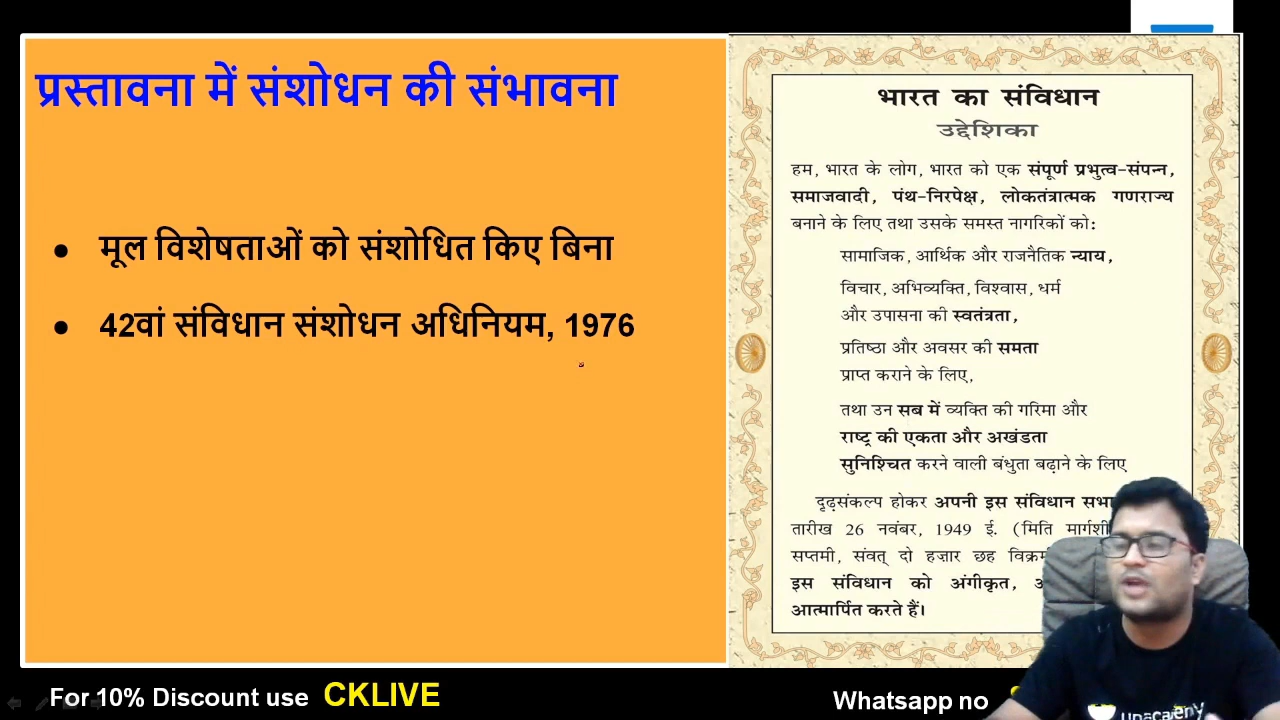 प्रस्तावना में संशोधन की संभावना
• मूल विशेषताओं को संशोधित किए बिना
• 42वां संविधान संशोधन अधिनियम, 1976
भारत का संविधान
उद्देशिका
हम, भारत के लोग, भारत को एक संपूर्ण प्रभुत्व-संपन्न,
समाजवादी, पंथ-निरपेक्ष, लोकतंत्रात्मक गणराज्य
बनाने के लिए तथा उसके समस्त नागरिकों को:
सामाजिक, आर्थिक और राजनैतिक न्याय,
विचार, अभिव्यक्ति, विश्वास, धर्म
और उपासना की स्वतंत्रता,
प्रतिष्ठा और अवसर की समता
प्राप्त कराने के लिए,
तथा उन सब में व्यक्ति की गरिमा और
राष्ट्र की एकता और अखंडता
सुनिश्चित करने वाली बंधुता बढ़ाने के लिए
दृढ़संकल्प होकर अपनी इस संविधान
तारीख 26 नवंबर, 1949 ई. (मिति
सप्तमी, संवत् दो हजार छह
इस संविधान को अंगीकृत,
आत्मार्पित करते हैं।
For 10% Discount use CKLIVE
Whatsapp no
unacademy